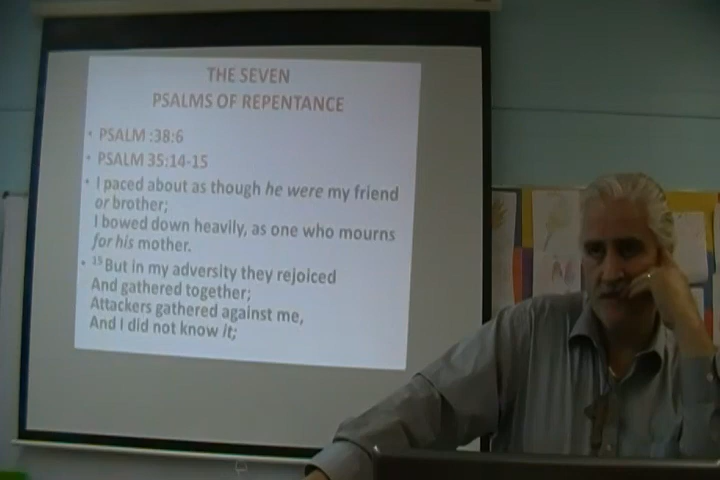 THE SEVEN
PSALMS OF REPENTANCE
• PSALM :38:6
• PSALM 35:14-15
• I paced about as though he were my friend
or brother;
I bowed down heavily, as one who mourns
for his mother.
• 15 But in my adversity they rejoiced
And gathered together;
Attackers gathered against me,
And I did not know it;